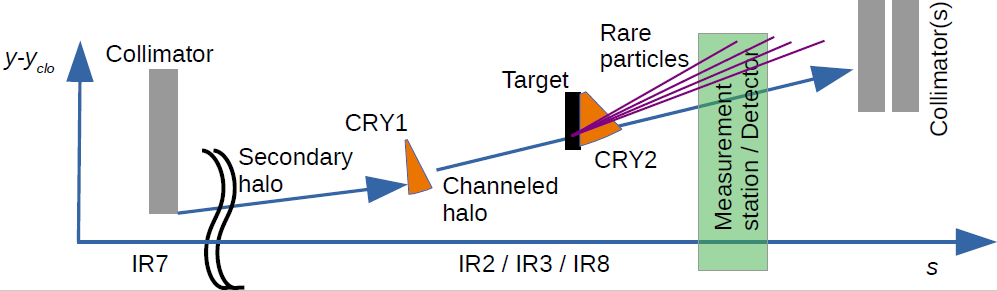 y-yclo
Collimator
Secondary
halo
CRY1
Channeled
halo
Target
CRY2
Rare
particles
Measurement
station / Detector
Collimator(s)
IR7
IR2 / IR3 / IR8
s